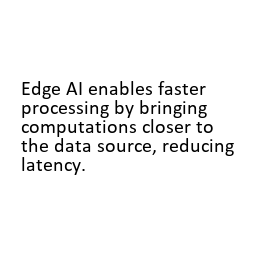 Edge AI enables faster
processing by bringing
computations closer to
the data source, reducing
latency.